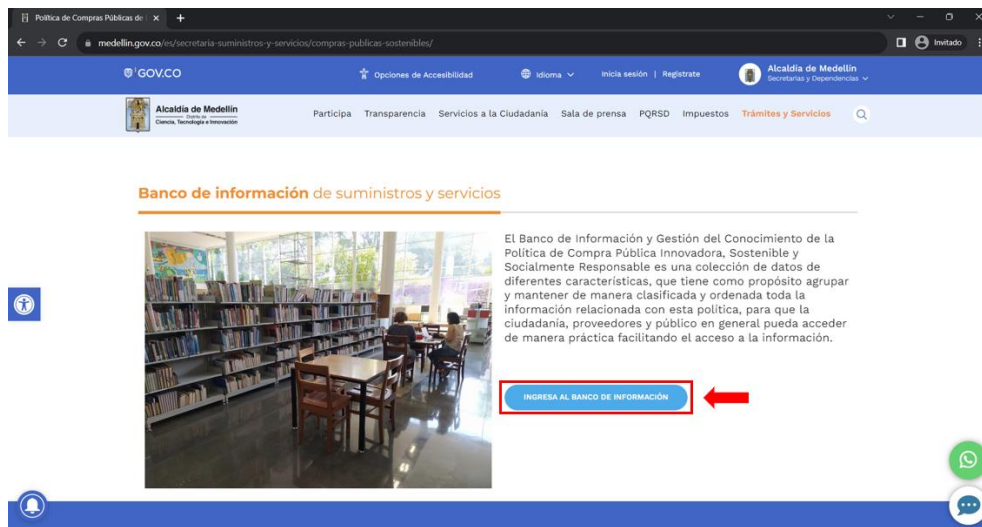 Política de Compras Públicas de
medellin.gov.co/es/secretaria-suministros-y-servicios/compras-publicas-sostenibles/
Invitado
GOV.CO
Opciones de Accesibilidad
Idioma
Inicia sesión | Registrate
Alcaldía de Medellín
Secretarías y Dependencias
Alcaldía de Medellín
Distrito de
Ciencia, Tecnología e Innovación
Participa Transparencia Servicios a la Ciudadanía Sala de prensa PQRSD Impuestos Trámites y Servicios
Banco de información de suministros y servicios
El Banco de Información y Gestión del Conocimiento de la
Política de Compra Pública Innovadora, Sostenible y
Socialmente Responsable es una colección de datos de
diferentes características, que tiene como propósito agrupar
y mantener de manera clasificada y ordenada toda la
información relacionada con esta política, para que la
ciudadanía, proveedores y público en general pueda acceder
de manera práctica facilitando el acceso a la información.
INGRESA AL BANCO DE INFORMACIÓN